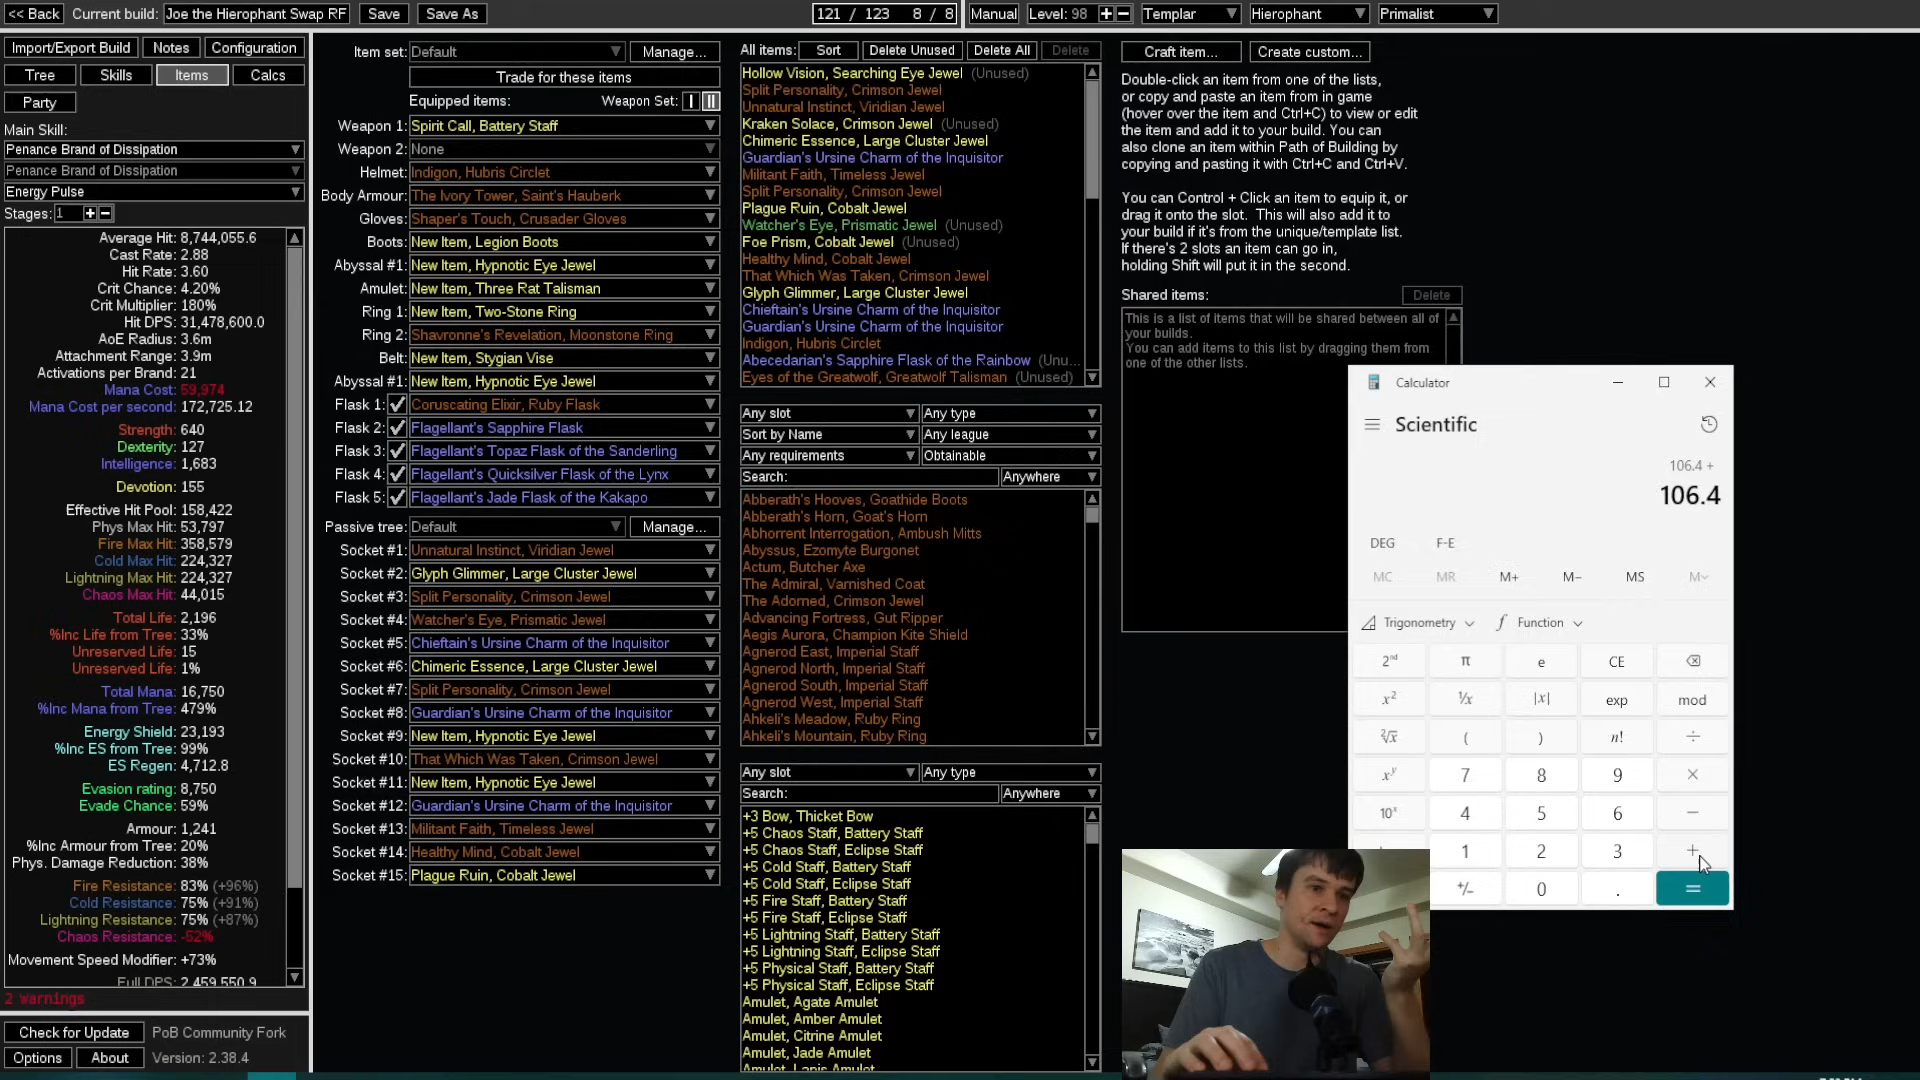 << Back
Current build:
Joe the Hierophant Swap RF
Save
Save As
121 / 123   8 / 8
Manual
Level: 98
+
−
Templar
Hierophant
Primalist
Import/Export Build
Notes
Configuration
Tree
Skills
Items
Calcs
Party
Main Skill:
Penance Brand of Dissipation
Penance Brand of Dissipation
Energy Pulse
Stages: 1
Average Hit: 8,744,055.6
Cast Rate: 2.88
Hit Rate: 3.60
Crit Chance: 4.20%
Crit Multiplier: 180%
Hit DPS: 31,478,600.0
AoE Radius: 3.6m
Attachment Range: 3.9m
Activations per Brand: 21
Mana Cost: 59,974
Mana Cost per second: 172,725.12
Strength: 640
Dexterity: 127
Intelligence: 1,683
Devotion: 155
Effective Hit Pool: 158,422
Phys Max Hit: 53,797
Fire Max Hit: 358,579
Cold Max Hit: 224,327
Lightning Max Hit: 224,327
Chaos Max Hit: 44,015
Total Life: 2,196
%Inc Life from Tree: 33%
Unreserved Life: 15
Unreserved Life: 1%
Total Mana: 16,750
%Inc Mana from Tree: 479%
Energy Shield: 23,193
%Inc ES from Tree: 99%
ES Regen: 4,712.8
Evasion rating: 8,750
Evade Chance: 59%
Armour: 1,241
%Inc Armour from Tree: 20%
Phys. Damage Reduction: 38%
Fire Resistance: 83% (+96%)
Cold Resistance: 75% (+91%)
Lightning Resistance: 75% (+87%)
Chaos Resistance: -52%
Movement Speed Modifier: +73%
Full DPS: 2,459,550.9
2 Warnings
Check for Update
PoB Community Fork
Options
About
Version: 2.38.4
Item set: Default
Manage...
Trade for these items
Equipped items:
Weapon Set: I II
Weapon 1: Spirit Call, Battery Staff
Weapon 2: None
Helmet: Indigon, Hubris Circlet
Body Armour: The Ivory Tower, Saint's Hauberk
Gloves: Shaper's Touch, Crusader Gloves
Boots: New Item, Legion Boots
Abyssal #1: New Item, Hypnotic Eye Jewel
Amulet: New Item, Three Rat Talisman
Ring 1: New Item, Two-Stone Ring
Ring 2: Shavronne's Revelation, Moonstone Ring
Belt: New Item, Stygian Vise
Abyssal #1: New Item, Hypnotic Eye Jewel
Flask 1: Coruscating Elixir, Ruby Flask
Flask 2: Flagellant's Sapphire Flask
Flask 3: Flagellant's Topaz Flask of the Sanderling
Flask 4: Flagellant's Quicksilver Flask of the Lynx
Flask 5: Flagellant's Jade Flask of the Kakapo
Passive tree: Default
Manage...
Socket #1: Unnatural Instinct, Viridian Jewel
Socket #2: Glyph Glimmer, Large Cluster Jewel
Socket #3: Split Personality, Crimson Jewel
Socket #4: Watcher's Eye, Prismatic Jewel
Socket #5: Chieftain's Ursine Charm of the Inquisitor
Socket #6: Chimeric Essence, Large Cluster Jewel
Socket #7: Split Personality, Crimson Jewel
Socket #8: Guardian's Ursine Charm of the Inquisitor
Socket #9: New Item, Hypnotic Eye Jewel
Socket #10: That Which Was Taken, Crimson Jewel
Socket #11: New Item, Hypnotic Eye Jewel
Socket #12: Guardian's Ursine Charm of the Inquisitor
Socket #13: Militant Faith, Timeless Jewel
Socket #14: Healthy Mind, Cobalt Jewel
Socket #15: Plague Ruin, Cobalt Jewel
All items:
Sort
Delete Unused
Delete All
Delete
Hollow Vision, Searching Eye Jewel (Unused)
Split Personality, Crimson Jewel
Unnatural Instinct, Viridian Jewel
Kraken Solace, Crimson Jewel (Unused)
Chimeric Essence, Large Cluster Jewel
Guardian's Ursine Charm of the Inquisitor
Militant Faith, Timeless Jewel
Split Personality, Crimson Jewel
Plague Ruin, Cobalt Jewel
Watcher's Eye, Prismatic Jewel (Unused)
Foe Prism, Cobalt Jewel (Unused)
Healthy Mind, Cobalt Jewel
That Which Was Taken, Crimson Jewel
Glyph Glimmer, Large Cluster Jewel
Chieftain's Ursine Charm of the Inquisitor
Guardian's Ursine Charm of the Inquisitor
Indigon, Hubris Circlet
Abecedarian's Sapphire Flask of the Rainbow (Unu...
Eyes of the Greatwolf, Greatwolf Talisman (Unused)
Any slot
Any type
Sort by Name
Any league
Any requirements
Obtainable
Search:
Anywhere
Abberath's Hooves, Goathide Boots
Abberath's Horn, Goat's Horn
Abhorrent Interrogation, Ambush Mitts
Abyssus, Ezomyte Burgonet
Actum, Butcher Axe
The Admiral, Varnished Coat
The Adorned, Crimson Jewel
Advancing Fortress, Gut Ripper
Aegis Aurora, Champion Kite Shield
Agnerod East, Imperial Staff
Agnerod North, Imperial Staff
Agnerod South, Imperial Staff
Agnerod West, Imperial Staff
Ahkeli's Meadow, Ruby Ring
Ahkeli's Mountain, Ruby Ring
Any slot
Any type
Search:
Anywhere
+3 Bow, Thicket Bow
+5 Chaos Staff, Battery Staff
+5 Chaos Staff, Eclipse Staff
+5 Cold Staff, Battery Staff
+5 Cold Staff, Eclipse Staff
+5 Fire Staff, Battery Staff
+5 Fire Staff, Eclipse Staff
+5 Lightning Staff, Battery Staff
+5 Lightning Staff, Eclipse Staff
+5 Physical Staff, Battery Staff
+5 Physical Staff, Eclipse Staff
Amulet, Agate Amulet
Amulet, Amber Amulet
Amulet, Citrine Amulet
Amulet, Jade Amulet
Amulet, Lapis Amulet
Craft item...
Create custom...
Double-click an item from one of the lists,
or copy and paste an item from in game
(hover over the item and Ctrl+C) to view or edit
the item and add it to your build. You can
also clone an item within Path of Building by
copying and pasting it with Ctrl+C and Ctrl+V.
You can Control + Click an item to equip it, or
drag it onto the slot. This will also add it to
your build if it's from the unique/template list.
If there's 2 slots an item can go in,
holding Shift will put it in the second.
Shared items:
Delete
This is a list of items that will be shared between all of
your builds.
You can add items to this list by dragging them from
one of the other lists.
Calculator
Scientific
106.4 +
106.4
DEG
F-E
MC
MR
M+
M−
MS
M˅
Trigonometry
Function
2ⁿᵈ
π
e
CE
x²
¹/x
|x|
exp
mod
²√x
(
)
n!
÷
xʸ
7
8
9
×
10ˣ
4
5
6
−
1
2
3
+
+/−
0
.
=